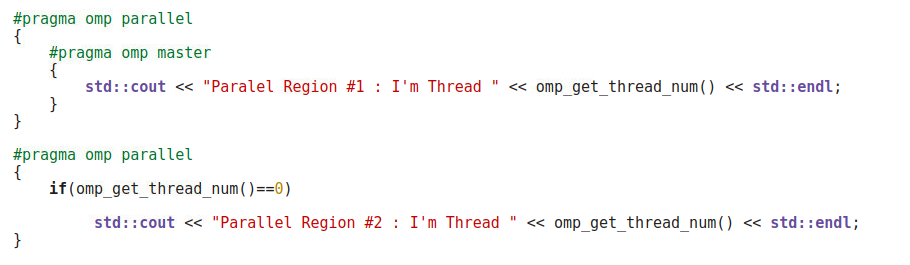 #pragma omp parallel
{
    #pragma omp master
    {
        std::cout << "Paralel Region #1 : I'm Thread " << omp_get_thread_num() << std::endl;
    }
}
#pragma omp parallel
{
    if(omp_get_thread_num()==0)
         std::cout << "Parallel Region #2 : I'm Thread " << omp_get_thread_num() << std::endl;
}